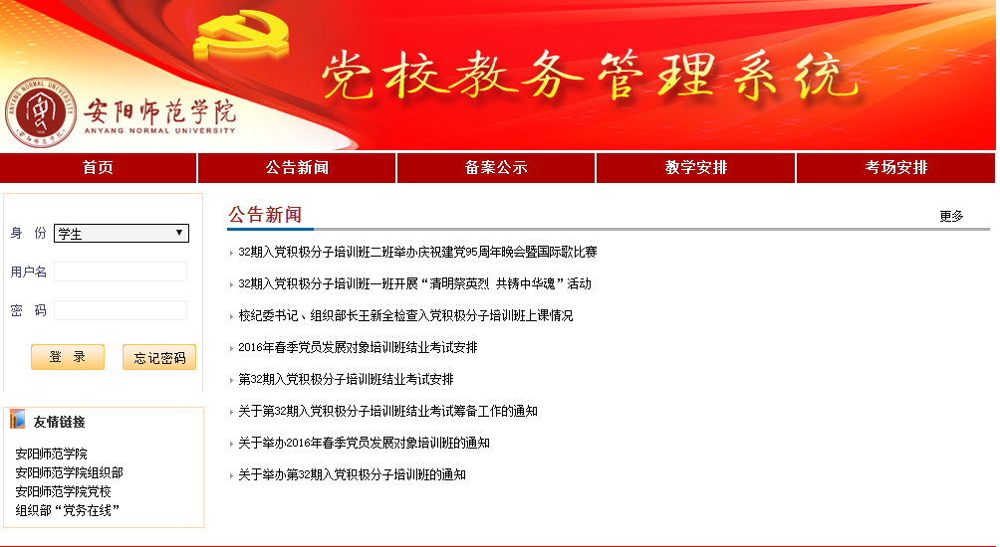 党校教务管理系统
ANYANG NORMAL UNIVERSITY
安阳师范学院
ANYANG NORMAL UNIVERSITY
首页 公告新闻 备案公示 教学安排 考场安排
身 份 学生
用户名
密 码
登 录 忘记密码
友情链接
安阳师范学院
安阳师范学院组织部
安阳师范学院党校
组织部“党务在线”
公告新闻 更多
32期入党积极分子培训班二班举办庆祝建党95周年晚会暨国际歌比赛
32期入党积极分子培训班一班开展“清明祭英烈 共铸中华魂”活动
校纪委书记、组织部长王新全检查入党积极分子培训班上课情况
2016年春季党员发展对象培训班结业考试安排
第32期入党积极分子培训班结业考试安排
关于第32期入党积极分子培训班结业考试筹备工作的通知
关于举办2016年春季党员发展对象培训班的通知
关于举办第32期入党积极分子培训班的通知